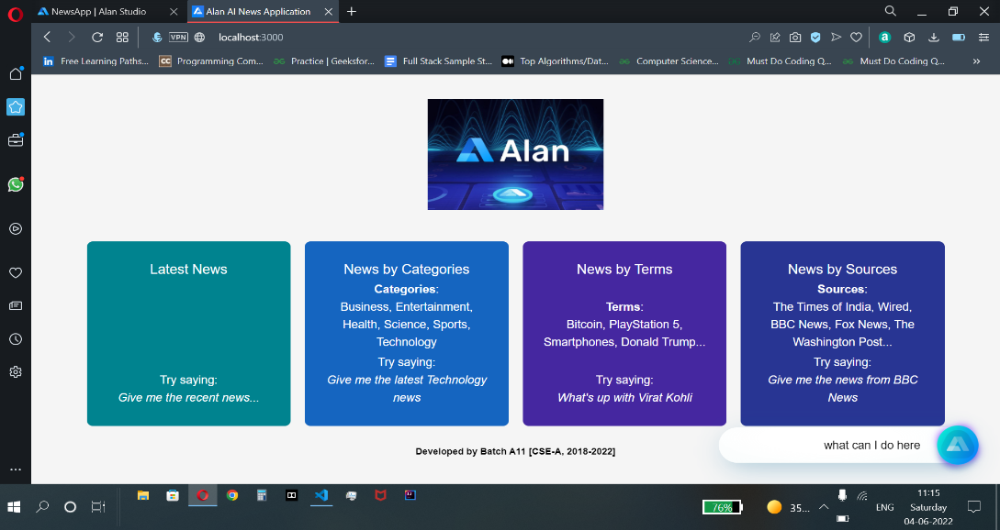 NewsApp | Alan Studio
Alan AI News Application
VPN
localhost:3000
Free Learning Paths...
Programming Com...
Practice | Geeksfor...
Full Stack Sample St...
Top Algorithms/Dat...
Computer Science...
Must Do Coding Q...
Must Do Coding Q...
Alan
Latest News
Try saying:
Give me the recent news...
News by Categories
Categories:
Business, Entertainment,
Health, Science, Sports,
Technology
Try saying:
Give me the latest Technology
news
News by Terms
Terms:
Bitcoin, PlayStation 5,
Smartphones, Donald Trump...
Try saying:
What's up with Virat Kohli
News by Sources
Sources:
The Times of India, Wired,
BBC News, Fox News, The
Washington Post...
Try saying:
Give me the news from BBC
News
Developed by Batch A11 [CSE-A, 2018-2022]
what can I do here
76%
35...
ENG
11:15
Saturday
04-06-2022